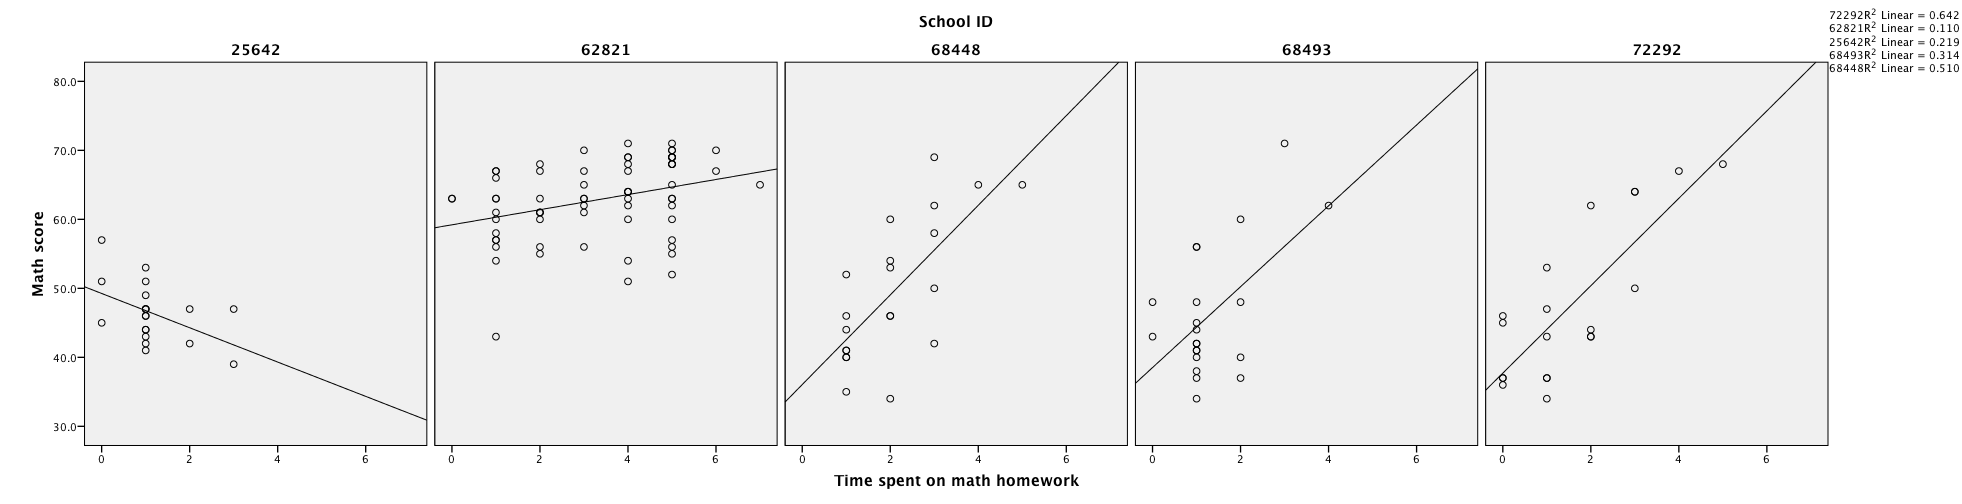 School ID
25642 62821 68448 68493 72292
72292R² Linear = 0.642
62821R² Linear = 0.110
25642R² Linear = 0.219
68493R² Linear = 0.314
68448R² Linear = 0.510
Math score
80.0
70.0
60.0
50.0
40.0
30.0
0 2 4 6 0 2 4 6 0 2 4 6 0 2 4 6 0 2 4 6
Time spent on math homework